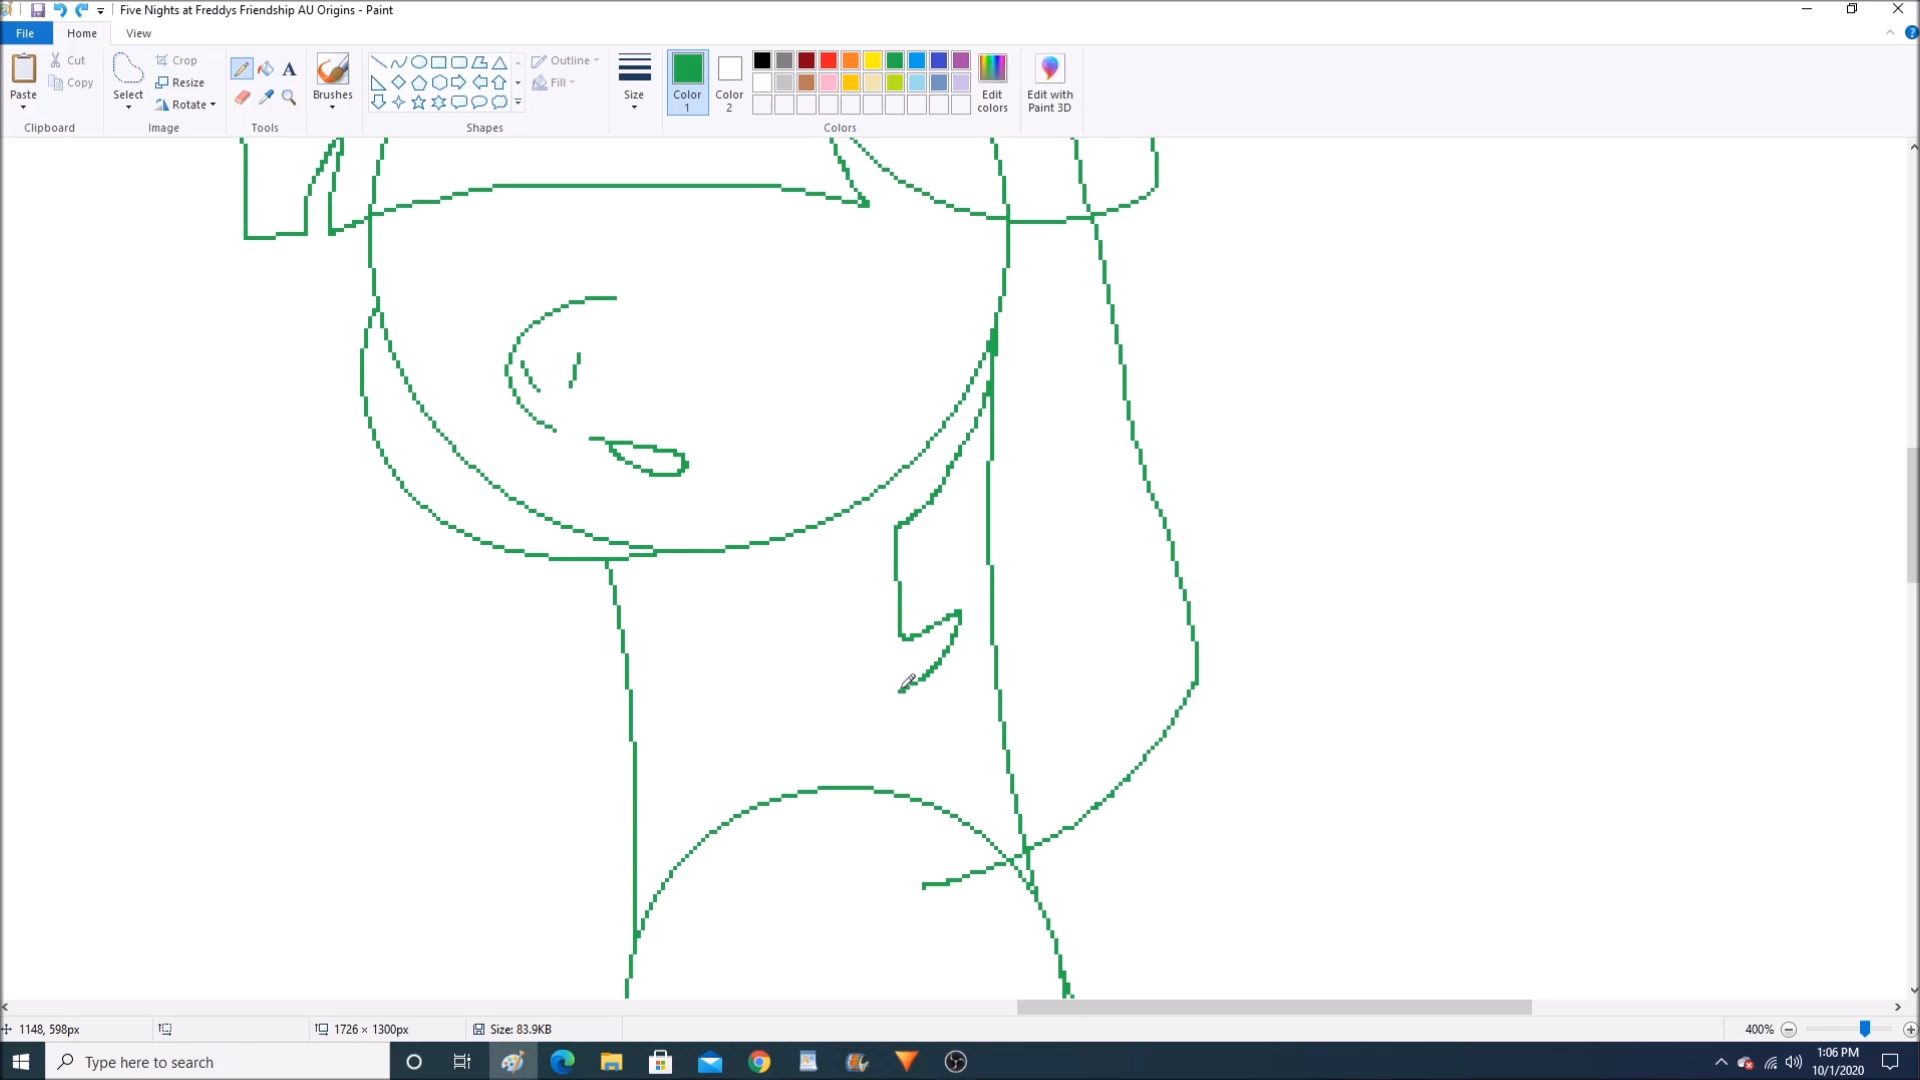 Five Nights at Freddys Friendship AU Origins - Paint
File
Home
View
Paste
Cut
Copy
Clipboard
Select
Crop
Resize
Rotate
Image
Tools
Brushes
Shapes
Outline
Fill
Size
Color 1
Color 2
Colors
Edit colors
Edit with Paint 3D
1148, 598px
1726 × 1300px
Size: 83.9KB
400%
Type here to search
1:06 PM
10/1/2020